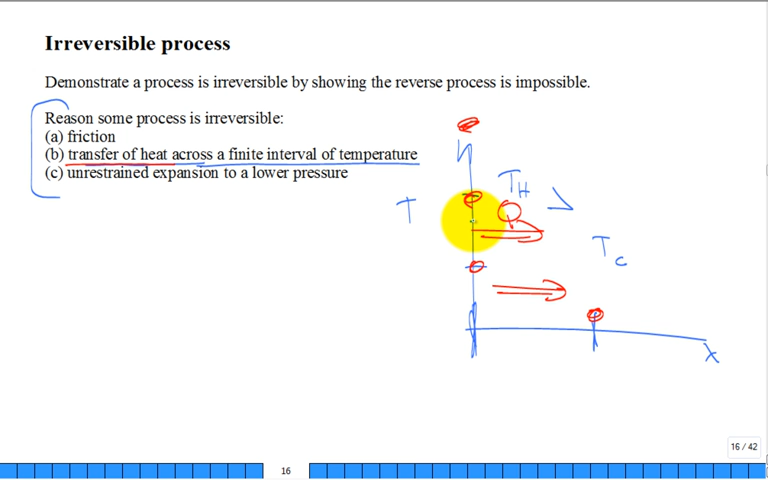 Irreversible process
Demonstrate a process is irreversible by showing the reverse process is impossible.
Reason some process is irreversible:
(a) friction
(b) transfer of heat across a finite interval of temperature
(c) unrestrained expansion to a lower pressure
T
T_H >
Q
T_c
x
16 / 42
16